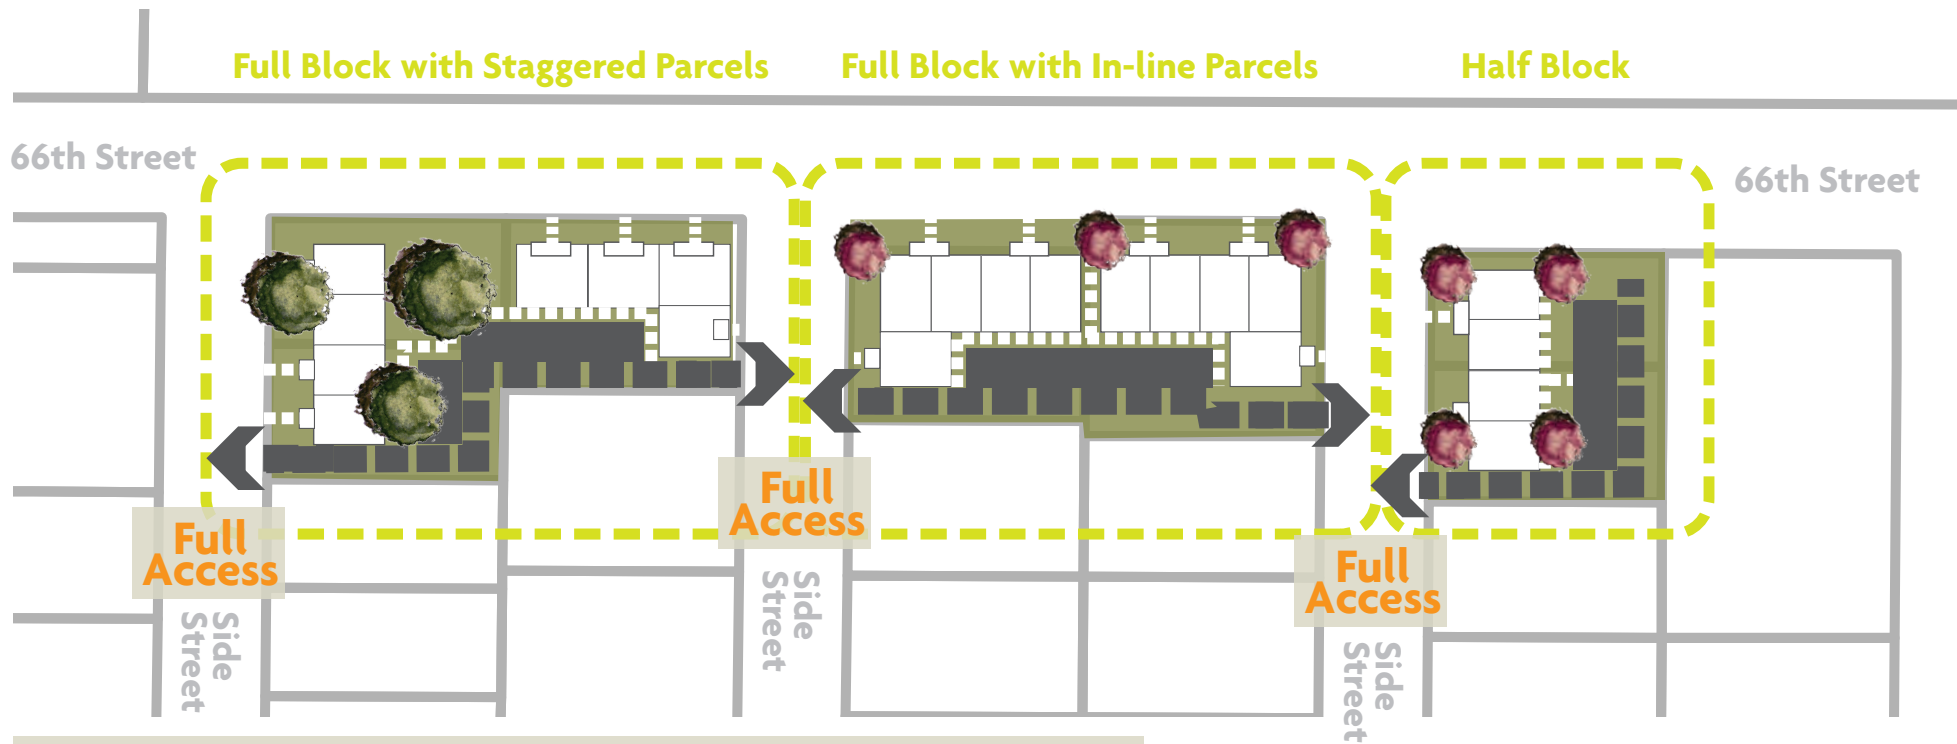 Full Block with Staggered Parcels
Full Block with In-line Parcels
Half Block
66th Street
66th Street
Full
Access
Full
Access
Full
Access
Side
Street
Side
Street
Side
Street